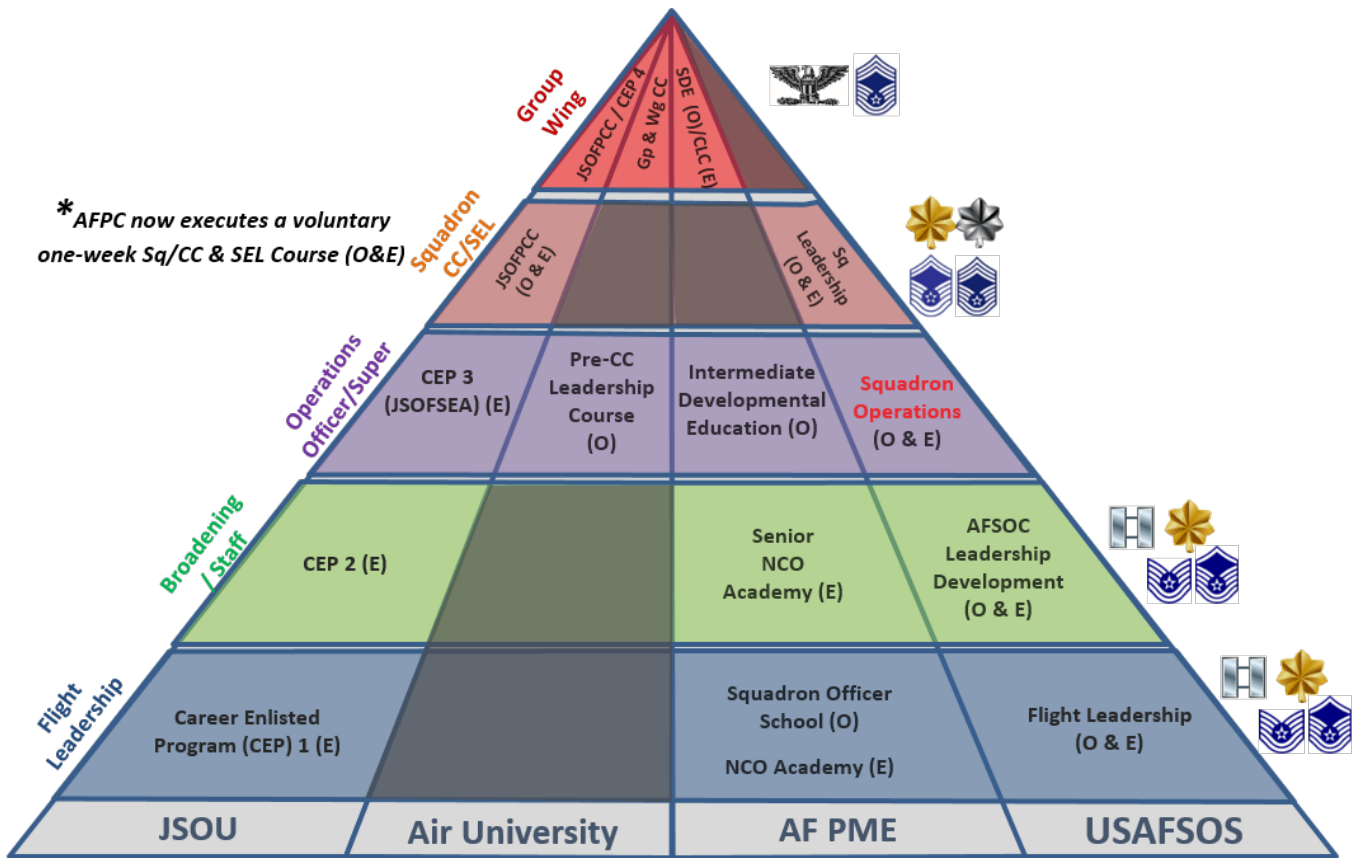 Group
Wing
JSOFPCC / CEP 4
Gp & Wg CC
SDE (O)/CLC (E)
*AFPC now executes a voluntary
one-week Sq/CC & SEL Course (O&E)
Squadron
CC/SEL
JSOFPCC
(O & E)
Sq
Leadership
(O & E)
Operations
Officer/Super
CEP 3
(JSOFSEA) (E)
Pre-CC
Leadership
Course
(O)
Intermediate
Developmental
Education (O)
Squadron
Operations
(O & E)
Broadening
/ Staff
CEP 2 (E)
Senior
NCO
Academy (E)
AFSOC
Leadership
Development
(O & E)
Flight
Leadership
Career Enlisted
Program (CEP) 1 (E)
Squadron Officer
School (O)
NCO Academy (E)
Flight Leadership
(O & E)
JSOU
Air University
AF PME
USAFSOS